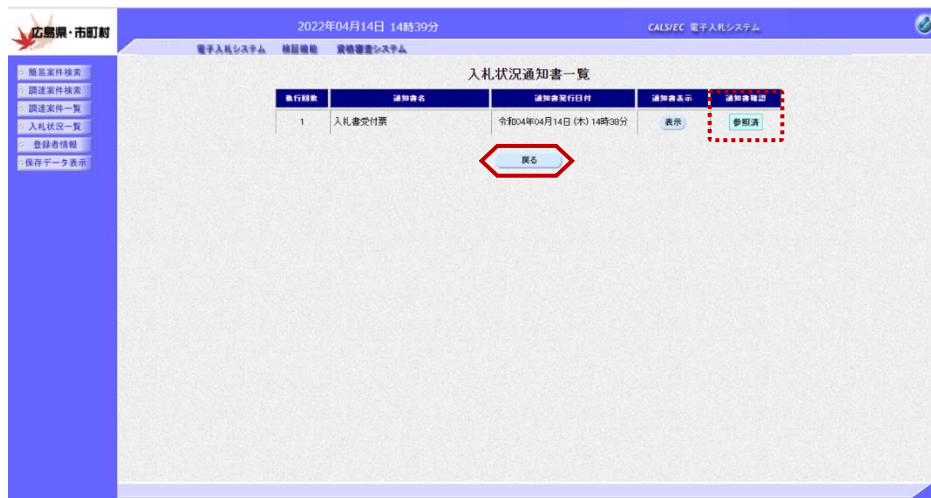 広島県・市町村
2022年04月14日 14時39分
CALS/EC 電子入札システム
電子入札システム 検証機能 資格審査システム
簡易案件検索
調達案件検索
調達案件一覧
入札状況一覧
登録者情報
保存データ表示
入札状況通知書一覧
執行回数 通知書名 通知書発行日付 通知書表示 通知書確認
1 入札書受付票 令和04年04月14日 (木) 14時38分 表示 参照済
戻る